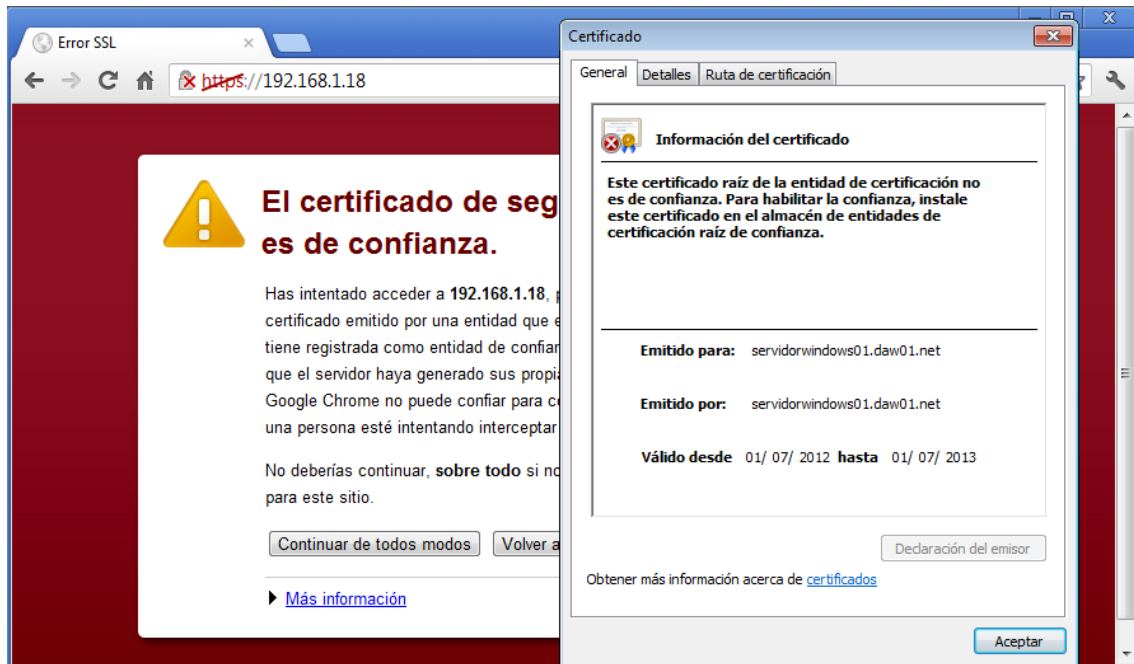 Error SSL
https://192.168.1.18
El certificado de seg
es de confianza.
Has intentado acceder a 192.168.1.18,
certificado emitido por una entidad que
tiene registrada como entidad de confiar
que el servidor haya generado sus propi
Google Chrome no puede confiar para
una persona esté intentando interceptar
No deberías continuar, sobre todo si no
para este sitio.
Continuar de todos modos
Volver a
Más información
Certificado
General
Detalles
Ruta de certificación
Información del certificado
Este certificado raíz de la entidad de certificación no
es de confianza. Para habilitar la confianza, instale
este certificado en el almacén de entidades de
certificación raíz de confianza.
Emitido para: servidorwindows01.daw01.net
Emitido por: servidorwindows01.daw01.net
Válido desde 01/ 07/ 2012 hasta 01/ 07/ 2013
Declaración del emisor
Obtener más información acerca de certificados
Aceptar